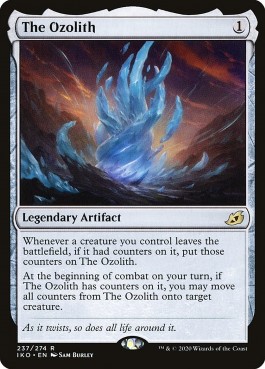 The Ozolith 1
Legendary Artifact
Whenever a creature you control leaves the
battlefield, if it had counters on it, put those
counters on The Ozolith.
At the beginning of combat on your turn, if
The Ozolith has counters on it, you may move
all counters from The Ozolith onto target
creature.
As it twists, so does all life around it.
237/274 R
IKO • EN SAM BURLEY ™ & © 2020 Wizards of the Coast